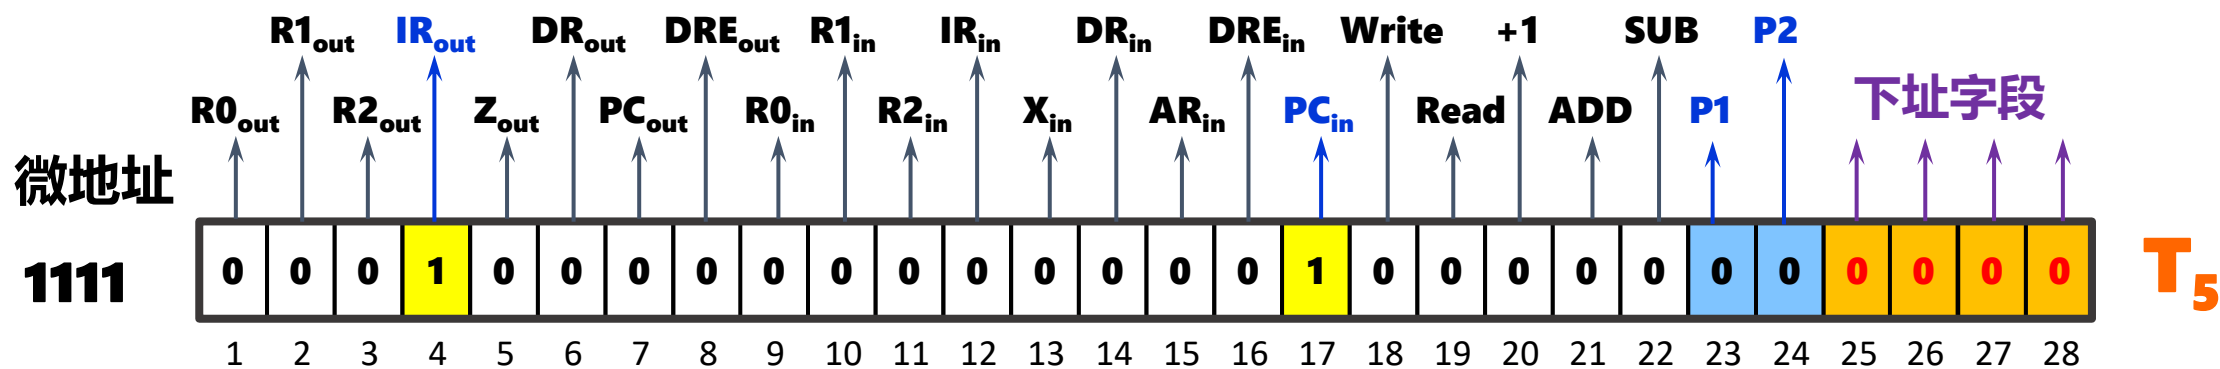 R1out IRout DRout DREout R1in IRin DRin DREin Write +1 SUB P2
R0out R2out Zout PCout R0in R2in Xin ARin PCin Read ADD P1 下址字段
微地址
1111 0 0 0 1 0 0 0 0 0 0 0 0 0 0 0 0 1 0 0 0 0 0 0 0 0 0 0 0 T5
1 2 3 4 5 6 7 8 9 10 11 12 13 14 15 16 17 18 19 20 21 22 23 24 25 26 27 28